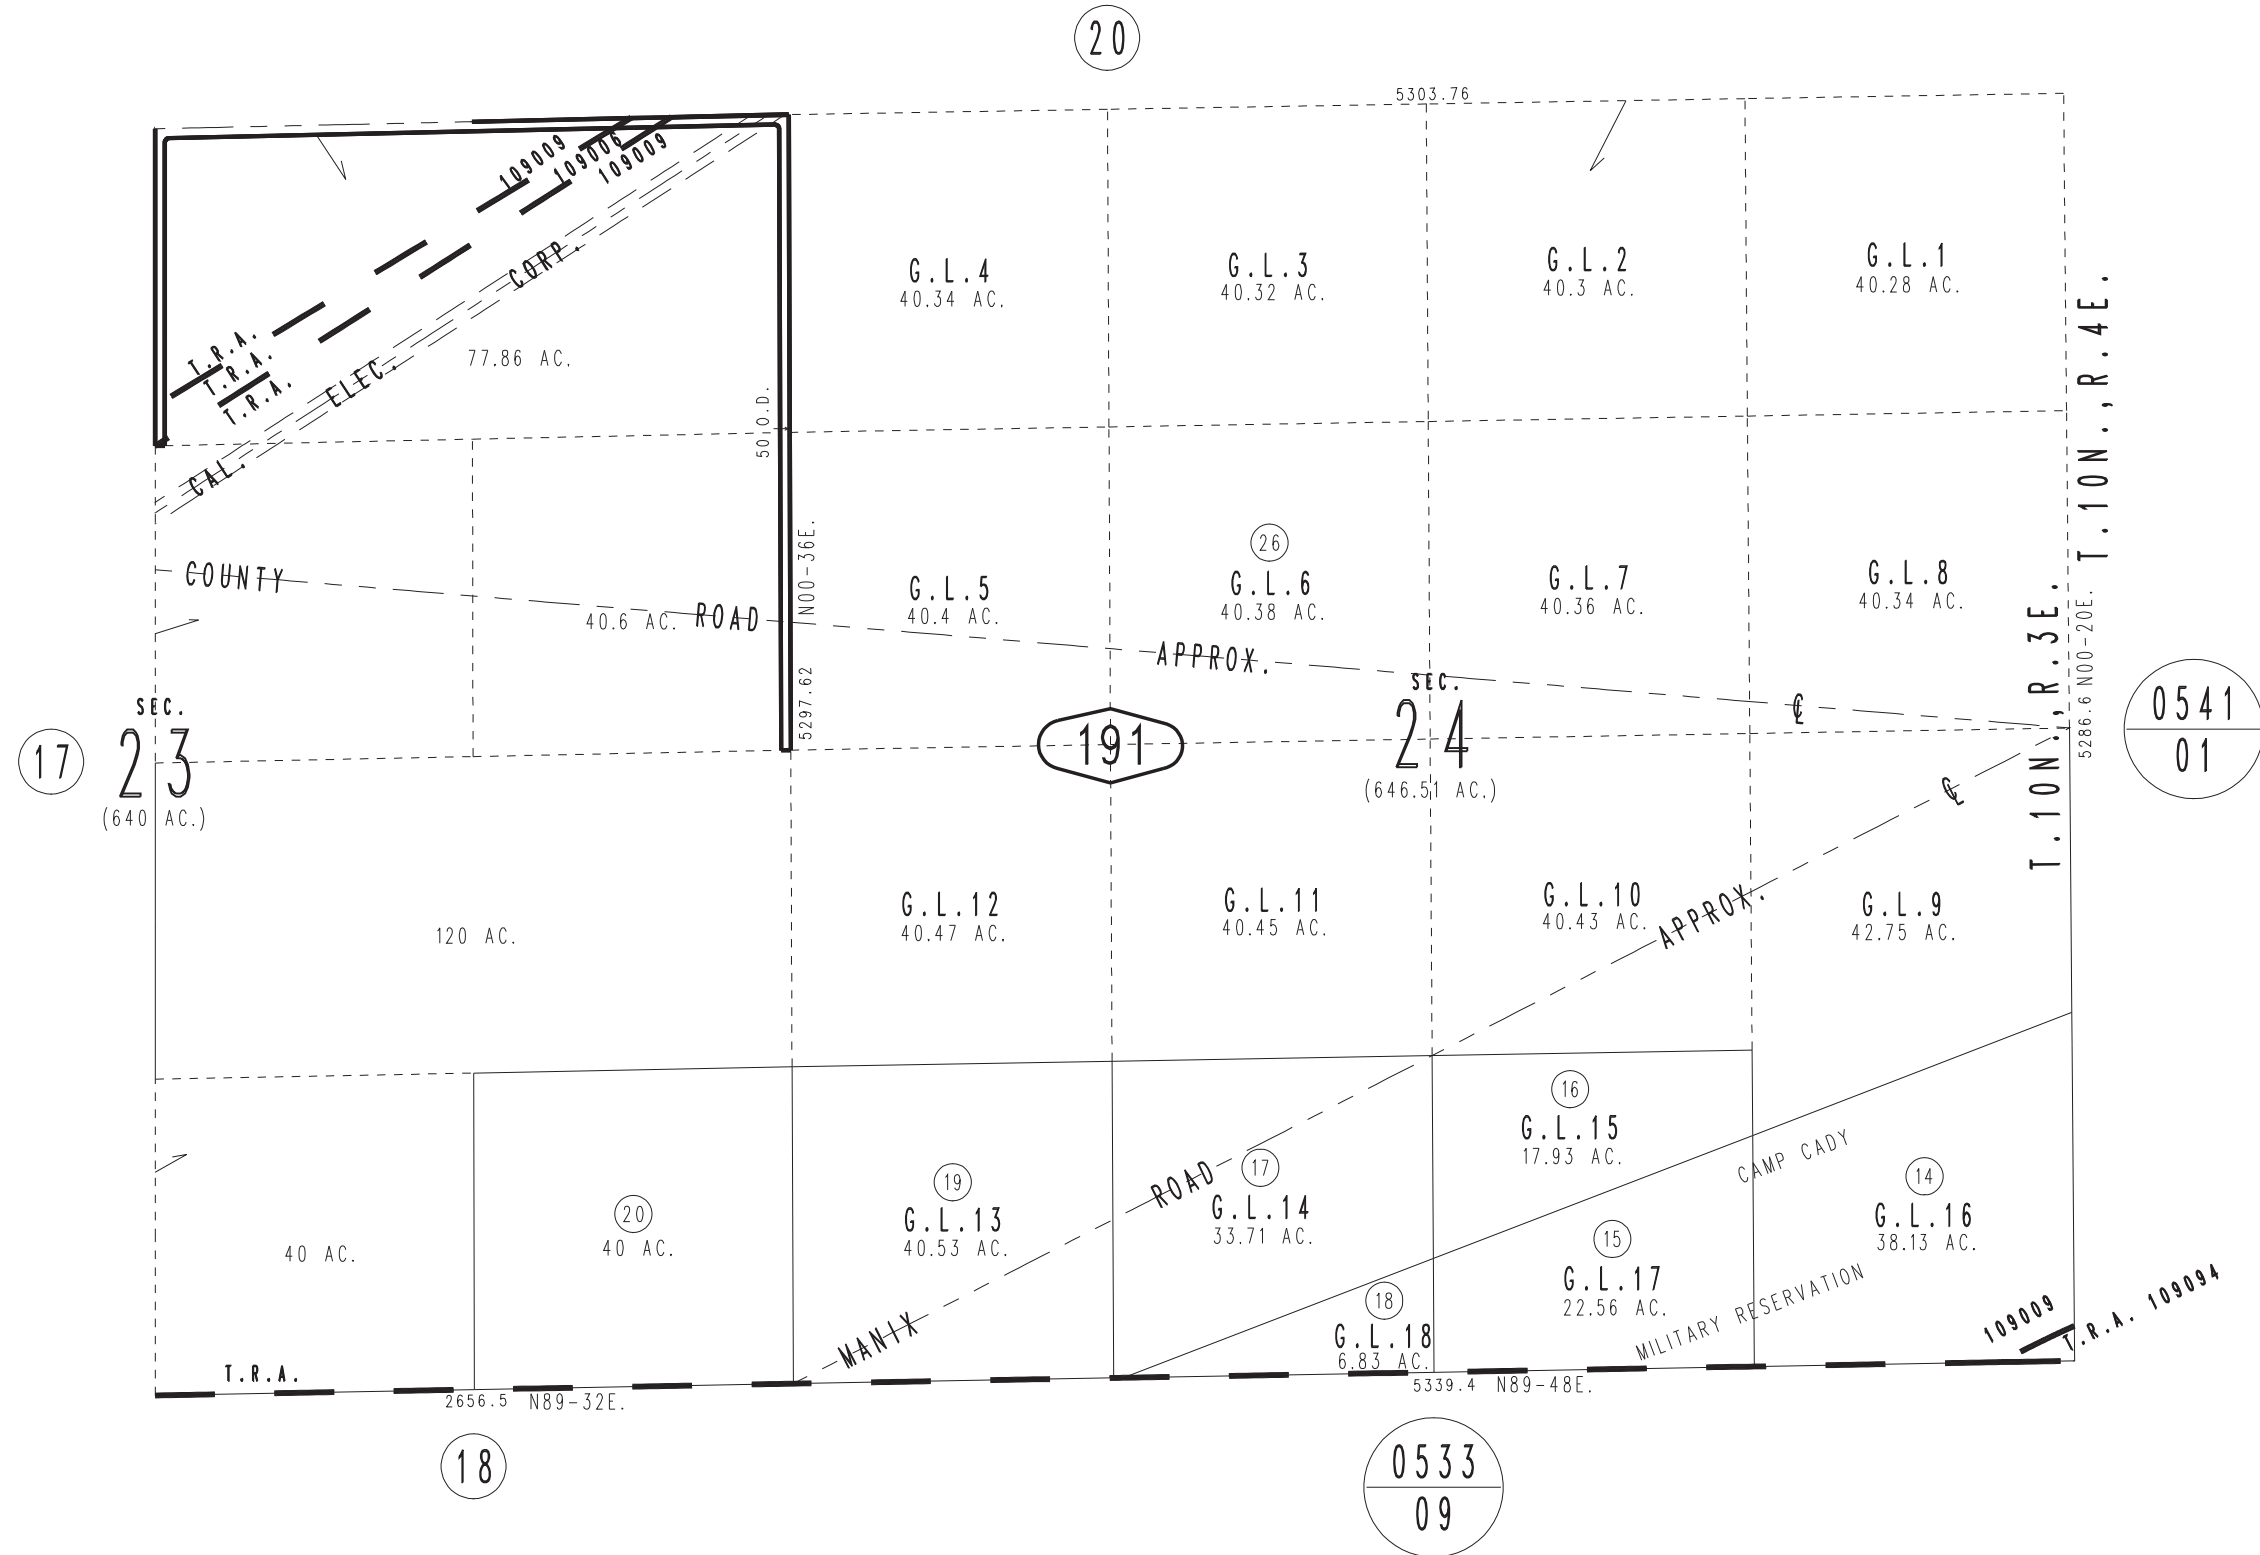 20
5303.76
109009
109006
109009
CAL. ELEC. CORP.
T.R.A.
T.R.A.
T.R.A.
77.86 AC.
50 O.D.
G.L.4
40.34 AC.
G.L.3
40.32 AC.
G.L.2
40.3 AC.
G.L.1
40.28 AC.
T.10N.,R.4E.
T.10N.,R.3E.
COUNTY ROAD APPROX. ℄
40.6 AC.
N00-36E.
5297.62
G.L.5
40.4 AC.
26
G.L.6
40.38 AC.
G.L.7
40.36 AC.
G.L.8
40.34 AC.
5286.6 N00-20E.
17
SEC.
23
(640 AC.)
191
SEC.
24
(646.51 AC.)
0541
01
120 AC.
G.L.12
40.47 AC.
G.L.11
40.45 AC.
G.L.10
40.43 AC.
G.L.9
42.75 AC.
MANIX ROAD APPROX. ℄
40 AC.
20
40 AC.
19
G.L.13
40.53 AC.
17
G.L.14
33.71 AC.
16
G.L.15
17.93 AC.
CAMP CADY
MILITARY RESERVATION
14
G.L.16
38.13 AC.
15
G.L.17
22.56 AC.
18
G.L.18
6.83 AC.
109009
T.R.A. 109094
T.R.A.
2656.5 N89-32E.
5339.4 N89-48E.
18
0533
09